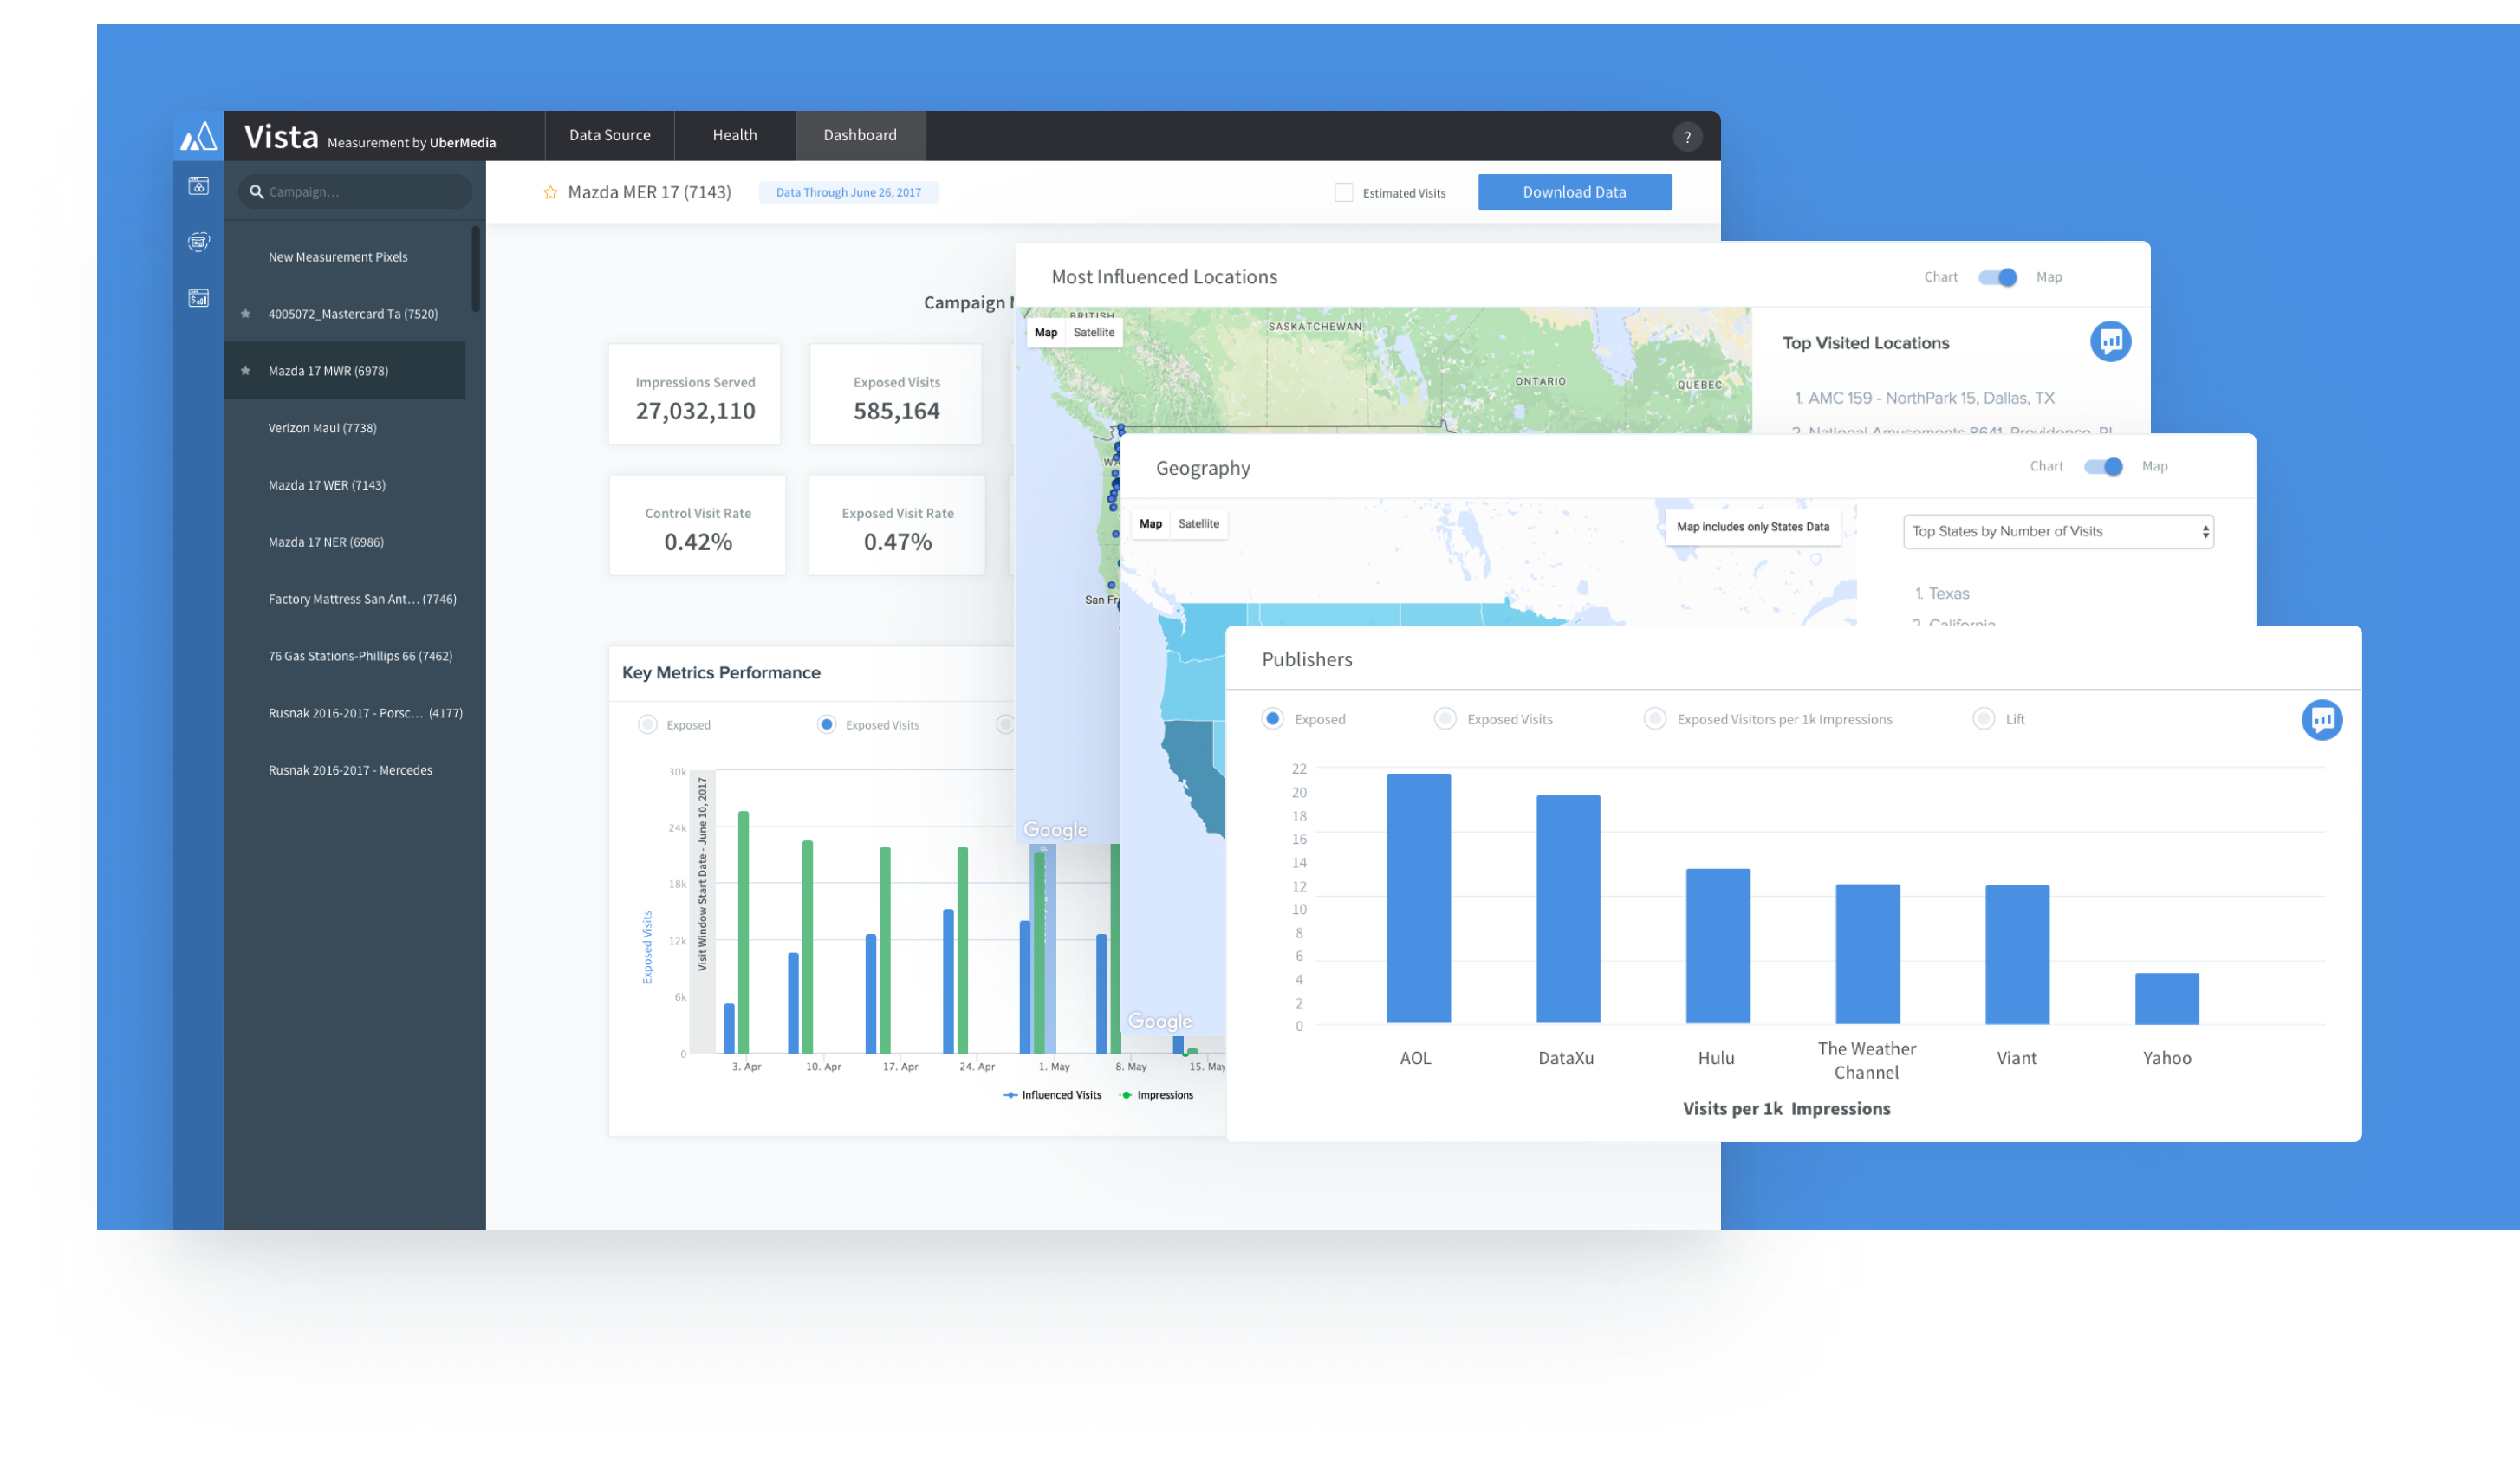 Vista Measurement by UberMedia
Data Source
Health
Dashboard
?
Campaign...
New Measurement Pixels
4005072_Mastercard Ta (7520)
Mazda 17 MWR (6978)
Verizon Maui (7738)
Mazda 17 WER (7143)
Mazda 17 NER (6986)
Factory Mattress San Ant... (7746)
76 Gas Stations-Phillips 66 (7462)
Rusnak 2016-2017 - Porsc... (4177)
Rusnak 2016-2017 - Mercedes
Mazda MER 17 (7143)
Data Through June 26, 2017
Estimated Visits
Download Data
Campaign
Impressions Served
27,032,110
Exposed Visits
585,164
Control Visit Rate
0.42%
Exposed Visit Rate
0.47%
Key Metrics Performance
Exposed
Exposed Visits
30k
24k
18k
12k
6k
0
Exposed Visits
Visit Window Start Date - June 10, 2017
3. Apr
10. Apr
17. Apr
24. Apr
1. May
8. May
15. May
Influenced Visits
Impressions
Most Influenced Locations
Chart
Map
Map
Satellite
BRITISH
SASKATCHEWAN
ONTARIO
QUEBEC
WA
San Fr
Google
Top Visited Locations
1. AMC 159 - NorthPark 15, Dallas, TX
2. National Amusements 8641, Providence, RI
Geography
Chart
Map
Map
Satellite
Map includes only States Data
Google
Top States by Number of Visits
1. Texas
2. California
Publishers
Exposed
Exposed Visits
Exposed Visitors per 1k Impressions
Lift
22
20
18
16
14
12
10
8
6
4
2
0
AOL
DataXu
Hulu
The Weather
Channel
Viant
Yahoo
Visits per 1k Impressions